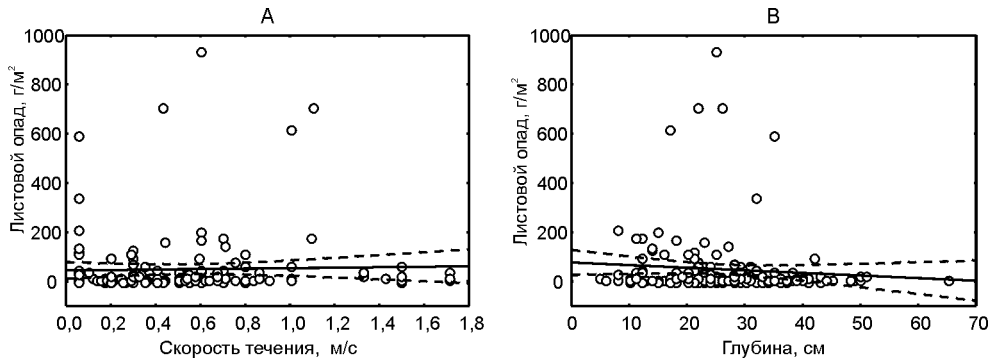 А
В
Листовой опад, г/м²
1000
800
600
400
200
0
0,0 0,2 0,4 0,6 0,8 1,0 1,2 1,4 1,6 1,8
Скорость течения, м/с
Листовой опад, г/м²
1000
800
600
400
200
0
0 10 20 30 40 50 60 70
Глубина, см